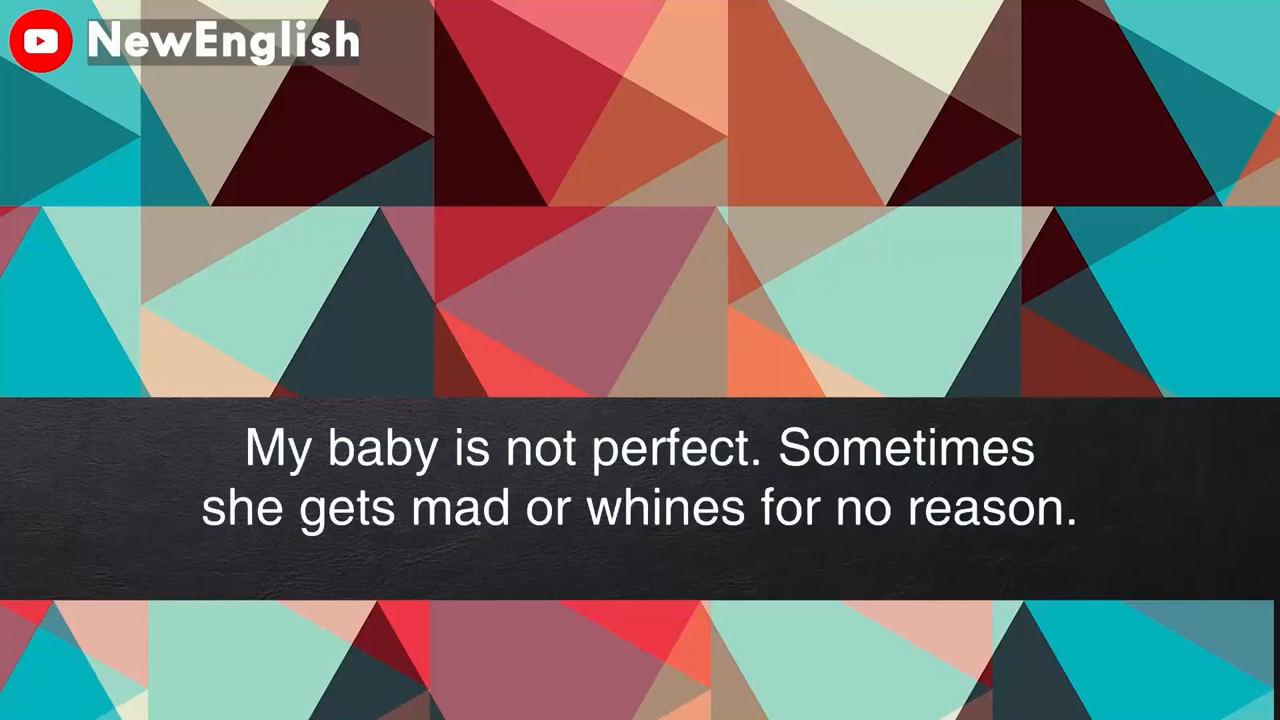 NewEnglish
My baby is not perfect. Sometimes
she gets mad or whines for no reason.